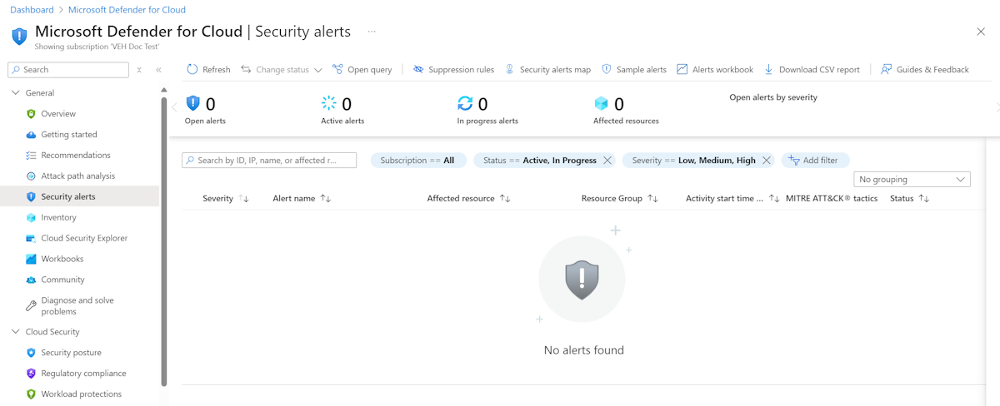 Dashboard > Microsoft Defender for Cloud
Microsoft Defender for Cloud | Security alerts ...
Showing subscription 'VEH Doc Test'
Search
Refresh Change status Open query Suppression rules Security alerts map Sample alerts Alerts workbook Download CSV report Guides & Feedback
General
Overview
Getting started
Recommendations
Attack path analysis
Security alerts
Inventory
Cloud Security Explorer
Workbooks
Community
Diagnose and solve
problems
Cloud Security
Security posture
Regulatory compliance
Workload protections
0
Open alerts
0
Active alerts
0
In progress alerts
0
Affected resources
Open alerts by severity
Search by ID, IP, name, or affected r...
Subscription == All
Status == Active, In Progress
Severity == Low, Medium, High
Add filter
No grouping
Severity Alert name Affected resource Resource Group Activity start time ... MITRE ATT&CK® tactics Status
No alerts found